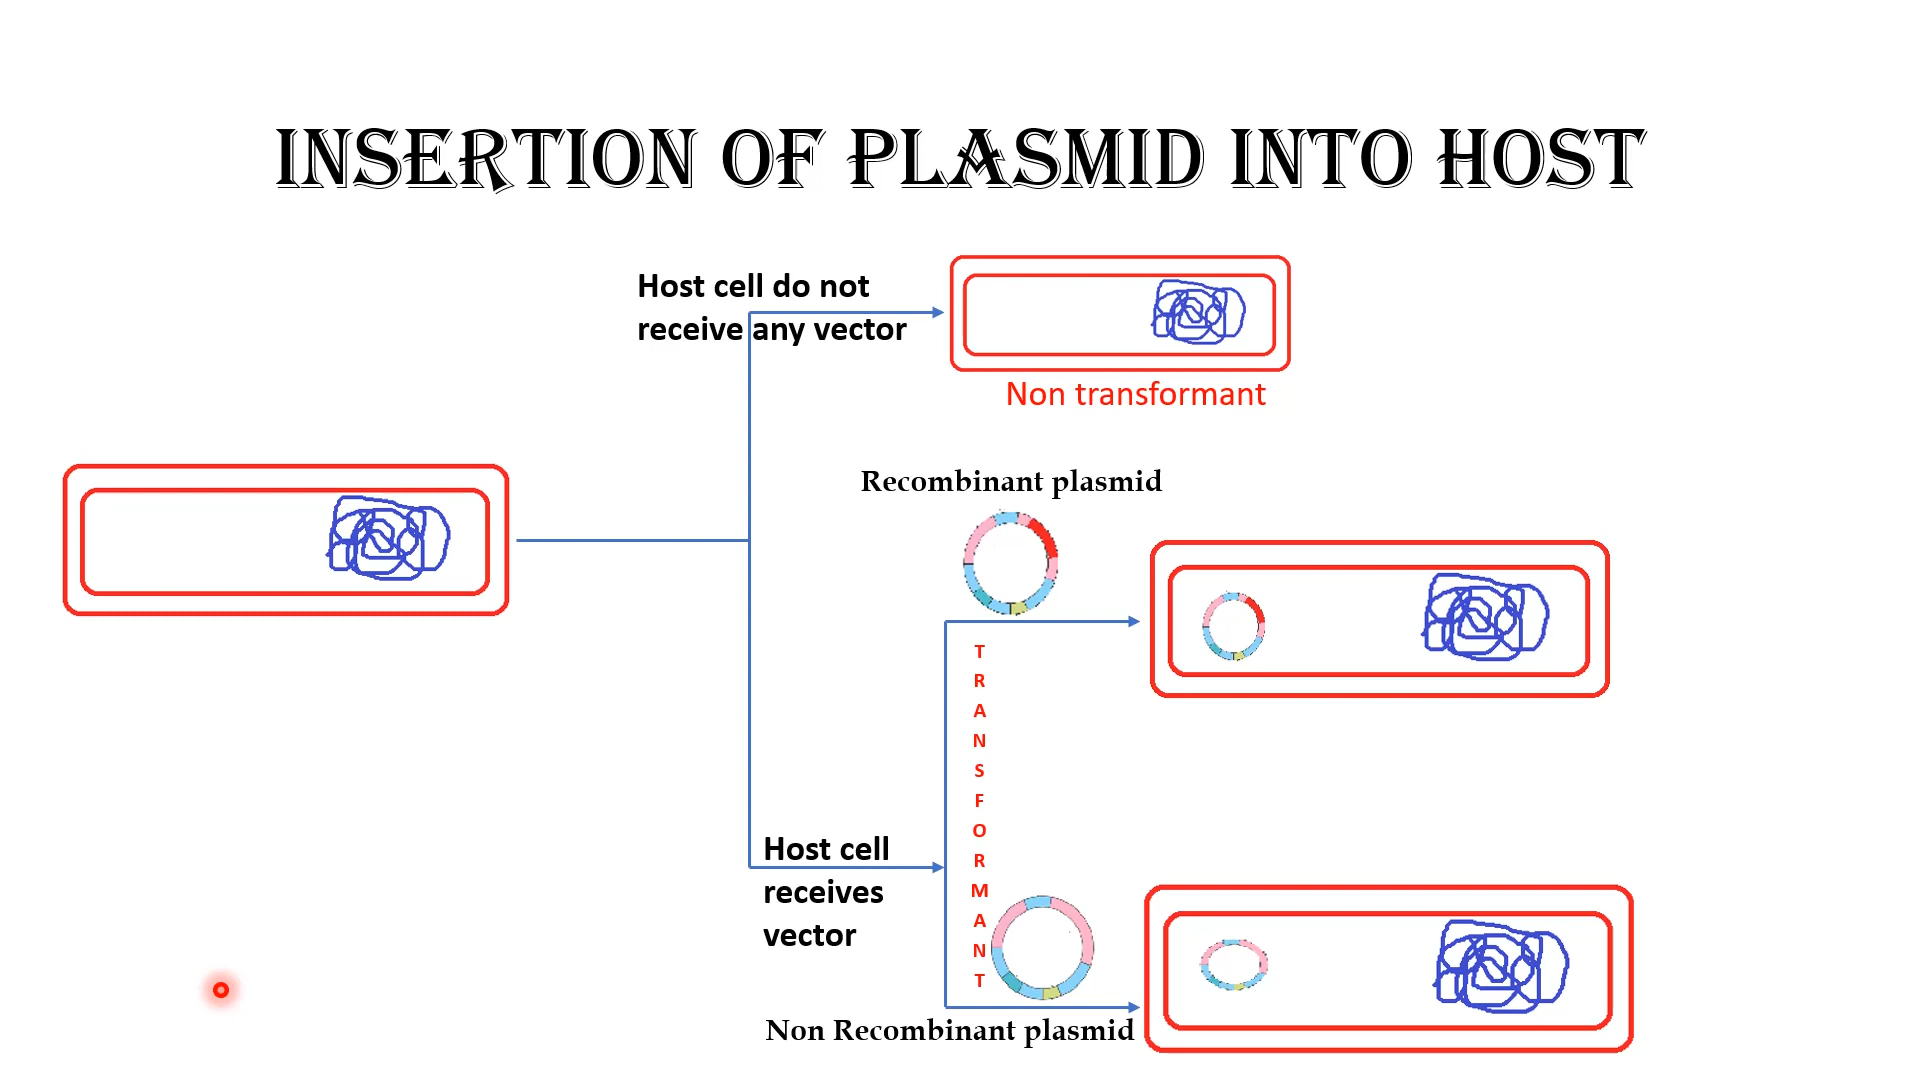 INSERTION OF PLASMID INTO HOST
Host cell do not
receive any vector
Non transformant
Recombinant plasmid
TRANSFORMANT
Host cell
receives
vector
Non Recombinant plasmid